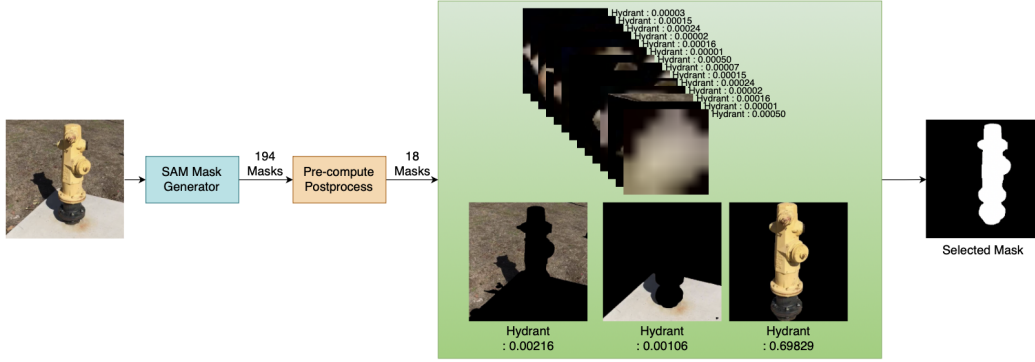 SAM Mask
Generator
194
Masks
Pre-compute
Postprocess
18
Masks
Hydrant : 0.00003
Hydrant : 0.00015
Hydrant : 0.00024
Hydrant : 0.00002
Hydrant : 0.00016
Hydrant : 0.00001
Hydrant : 0.00050
Hydrant : 0.00007
Hydrant : 0.00015
Hydrant : 0.00024
Hydrant : 0.00002
Hydrant : 0.00016
Hydrant : 0.00001
Hydrant : 0.00050
Hydrant
: 0.00216
Hydrant
: 0.00106
Hydrant
: 0.69829
Selected Mask